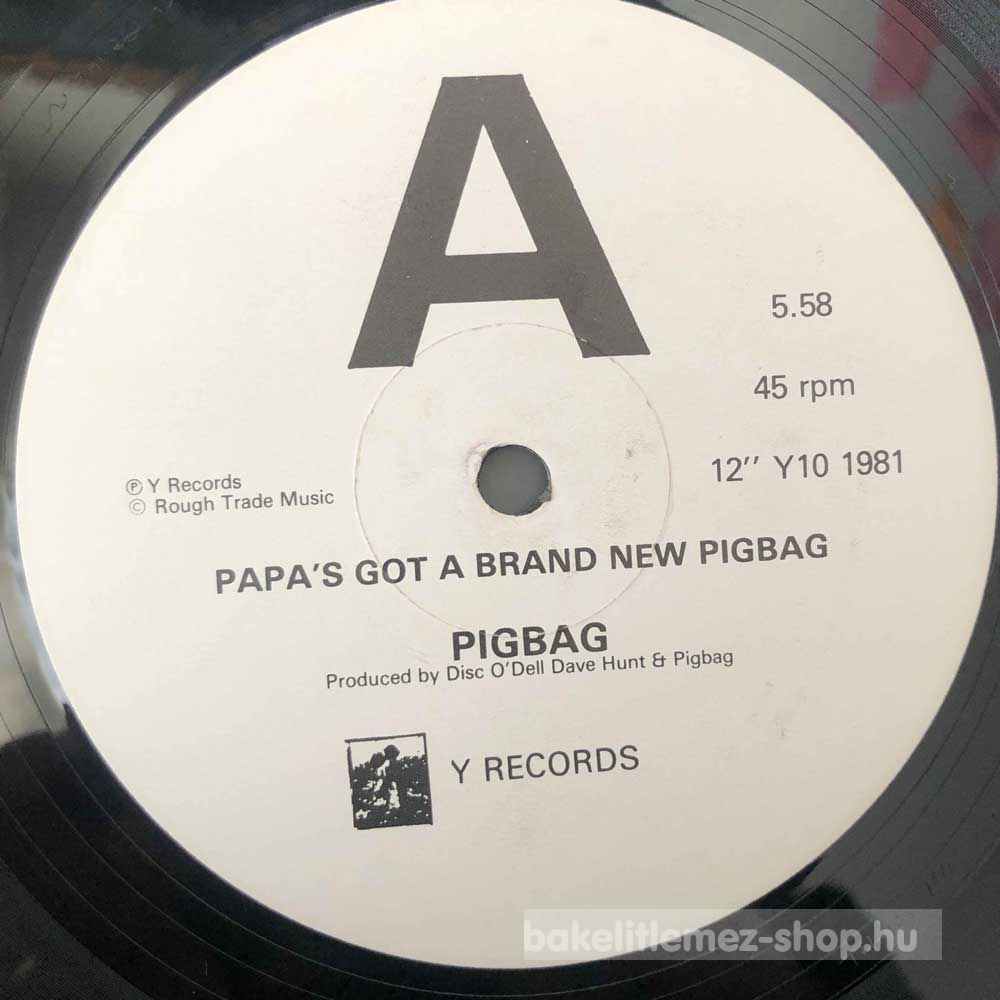 A
5.58
45 rpm
12″ Y10 1981
Ⓟ Y Records
© Rough Trade Music
PAPA'S GOT A BRAND NEW PIGBAG
PIGBAG
Produced by Disc O'Dell Dave Hunt & Pigbag
Y RECORDS
bakelitlemez-shop.hu